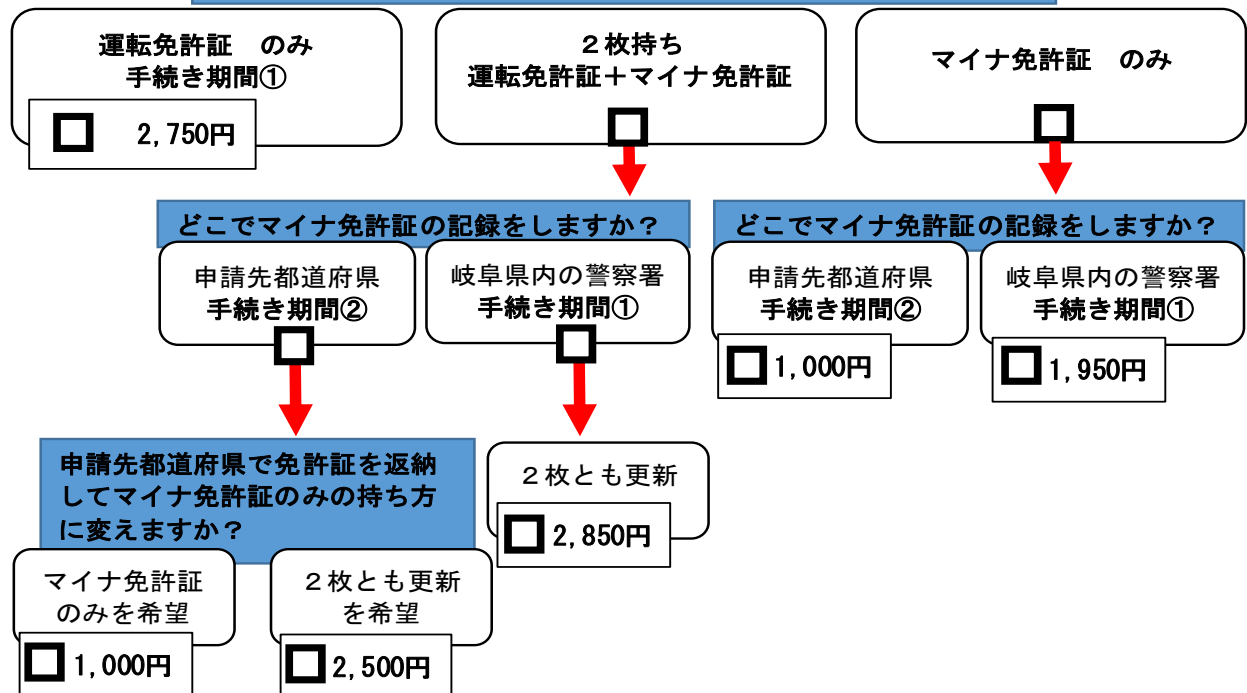 運転免許証　のみ
手続き期間①
□　2,750円
２枚持ち
運転免許証＋マイナ免許証
□
マイナ免許証　のみ
□
どこでマイナ免許証の記録をしますか？
申請先都道府県
手続き期間②
□
岐阜県内の警察署
手続き期間①
□
どこでマイナ免許証の記録をしますか？
申請先都道府県
手続き期間②
□1,000円
岐阜県内の警察署
手続き期間①
□1,950円
申請先都道府県で免許証を返納
してマイナ免許証のみの持ち方
に変えますか？
２枚とも更新
□2,850円
マイナ免許証
のみを希望
□1,000円
２枚とも更新
を希望
□2,500円